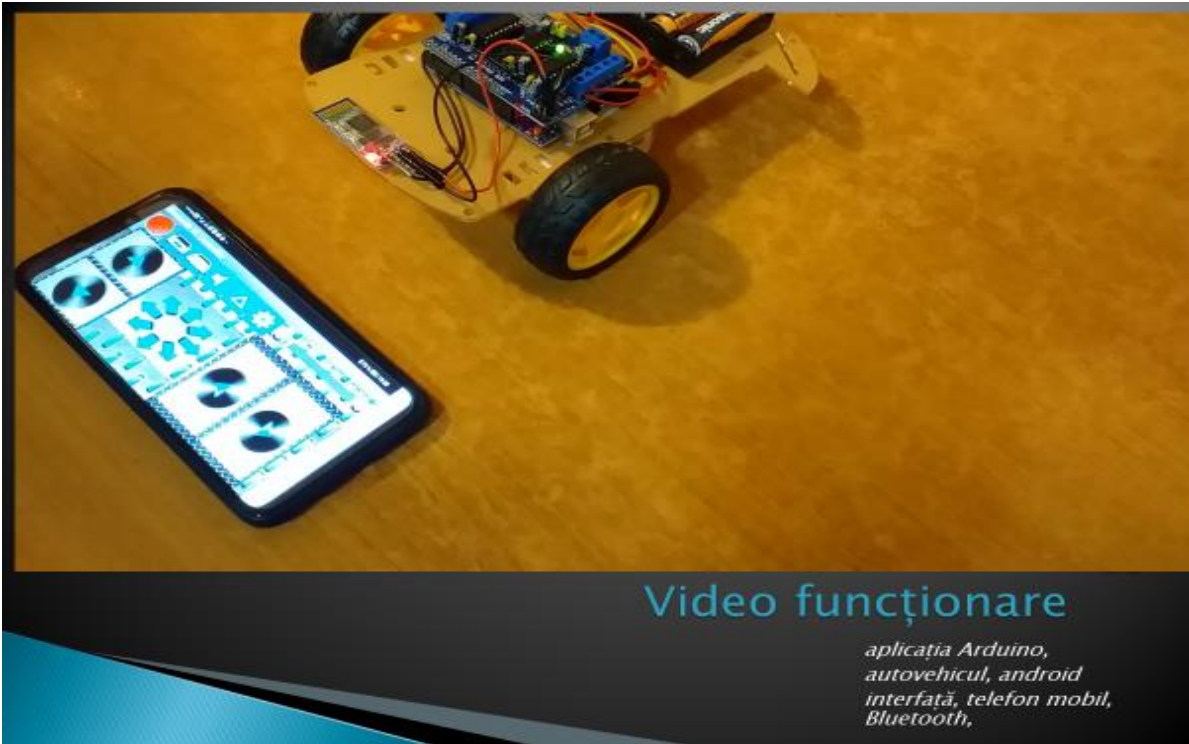 Video funcționare
aplicația Arduino,
autovehicul, android
interfață, telefon mobil,
Bluetooth,